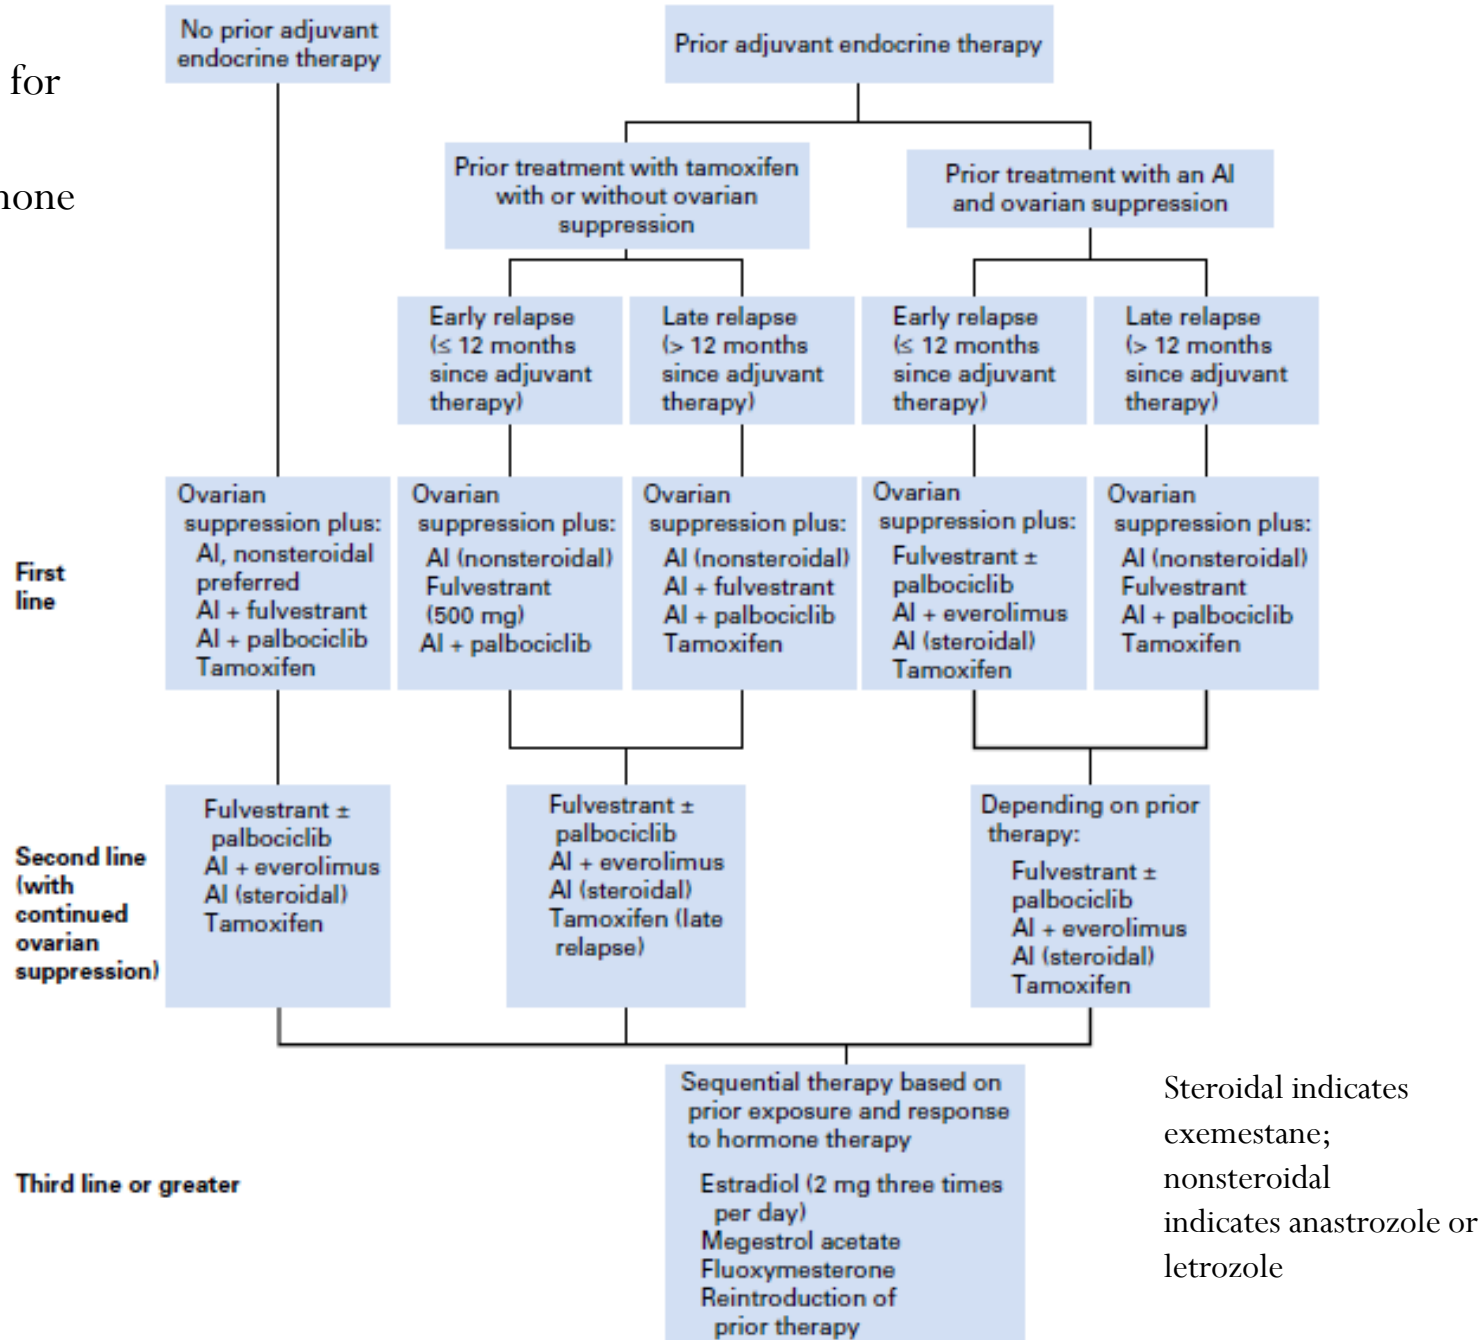 for
none
No prior adjuvant
endocrine therapy
Prior adjuvant endocrine therapy
Prior treatment with tamoxifen
with or without ovarian
suppression
Prior treatment with an AI
and ovarian suppression
Early relapse
(≤ 12 months
since adjuvant
therapy)
Late relapse
(> 12 months
since adjuvant
therapy)
Early relapse
(≤ 12 months
since adjuvant
therapy)
Late relapse
(> 12 months
since adjuvant
therapy)
First
line
Ovarian
suppression plus:
AI, nonsteroidal
preferred
AI + fulvestrant
AI + palbociclib
Tamoxifen
Ovarian
suppression plus:
AI (nonsteroidal)
Fulvestrant
(500 mg)
AI + palbociclib
Ovarian
suppression plus:
AI (nonsteroidal)
AI + fulvestrant
AI + palbociclib
Tamoxifen
Ovarian
suppression plus:
Fulvestrant ±
palbociclib
AI + everolimus
AI (steroidal)
Tamoxifen
Ovarian
suppression plus:
AI (nonsteroidal)
Fulvestrant
AI + palbociclib
Tamoxifen
Second line
(with
continued
ovarian
suppression)
Fulvestrant ±
palbociclib
AI + everolimus
AI (steroidal)
Tamoxifen
Fulvestrant ±
palbociclib
AI + everolimus
AI (steroidal)
Tamoxifen (late
relapse)
Depending on prior
therapy:
Fulvestrant ±
palbociclib
AI + everolimus
AI (steroidal)
Tamoxifen
Third line or greater
Sequential therapy based on
prior exposure and response
to hormone therapy
Estradiol (2 mg three times
per day)
Megestrol acetate
Fluoxymesterone
Reintroduction of
prior therapy
Steroidal indicates
exemestane;
nonsteroidal
indicates anastrozole or
letrozole